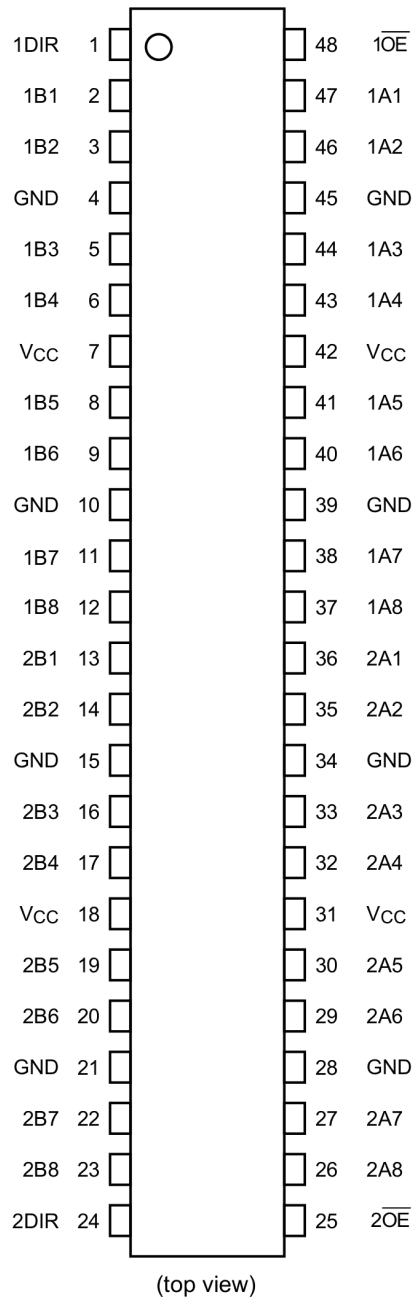 1DIR 1 48 1O̅E̅
1B1 2 47 1A1
1B2 3 46 1A2
GND 4 45 GND
1B3 5 44 1A3
1B4 6 43 1A4
VCC 7 42 VCC
1B5 8 41 1A5
1B6 9 40 1A6
GND 10 39 GND
1B7 11 38 1A7
1B8 12 37 1A8
2B1 13 36 2A1
2B2 14 35 2A2
GND 15 34 GND
2B3 16 33 2A3
2B4 17 32 2A4
VCC 18 31 VCC
2B5 19 30 2A5
2B6 20 29 2A6
GND 21 28 GND
2B7 22 27 2A7
2B8 23 26 2A8
2DIR 24 25 2O̅E̅
(top view)